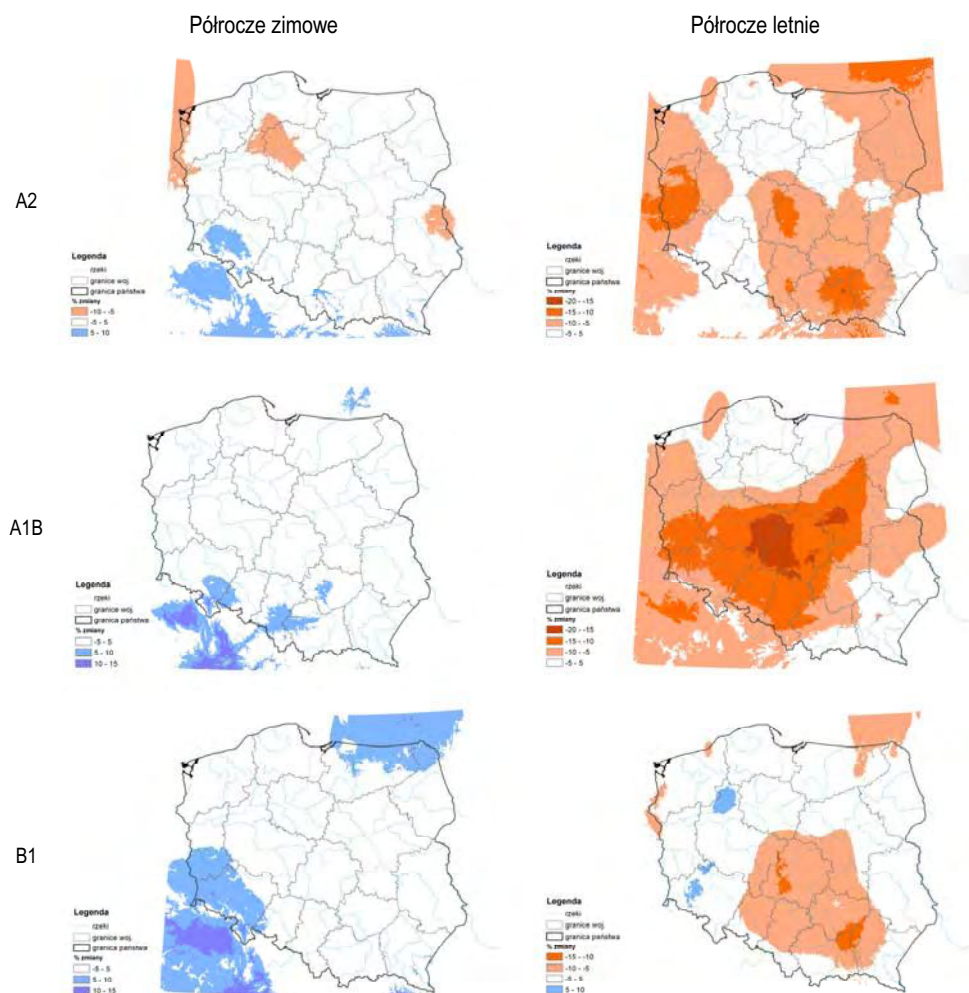 Półrocze zimowe
Półrocze letnie
A2
Legenda
rzeki
granice woj.
granica państwa
% zmiany
-10 - -5
-5 - 5
5 - 10
Legenda
rzeki
granice woj.
granica państwa
% zmiany
-20 - -15
-15 - -10
-10 - -5
-5 - 5
A1B
Legenda
rzeki
granice woj.
granica państwa
% zmiany
-5 - 5
5 - 10
10 - 15
Legenda
rzeki
granice woj.
granica państwa
% zmiany
-20 - -15
-15 - -10
-10 - -5
-5 - 5
B1
Legenda
rzeki
granice woj.
granica państwa
% zmiany
-5 - 5
5 - 10
10 - 15
Legenda
rzeki
granice woj.
granica państwa
% zmiany
-15 - -10
-10 - -5
-5 - 5
5 - 10